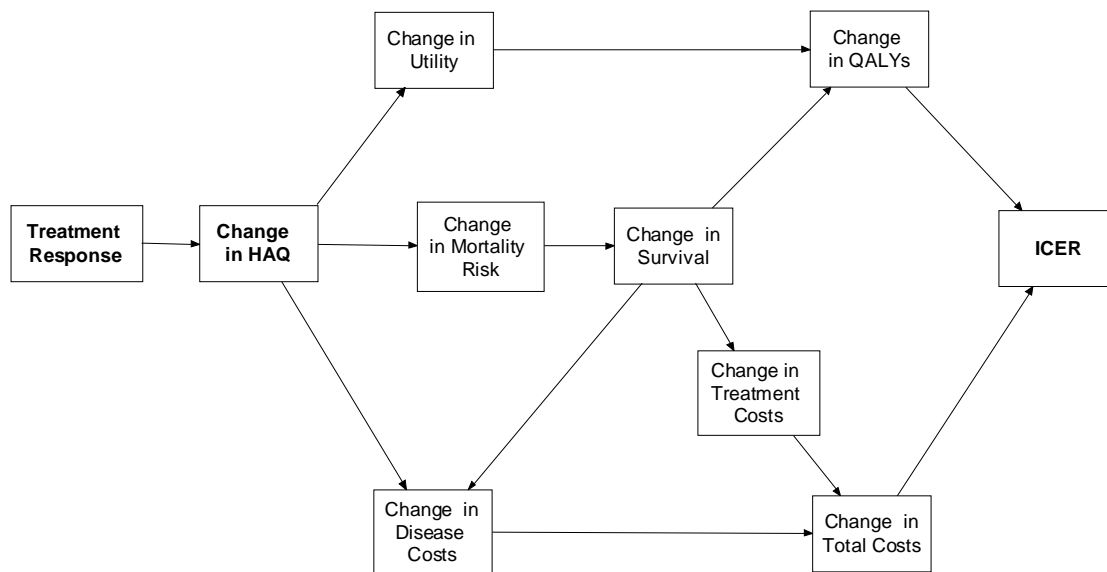 Change in
Utility
Change
in QALYs
Treatment
Response
Change
in HAQ
Change
in Mortality
Risk
Change in
Survival
ICER
Change in
Treatment
Costs
Change in
Disease
Costs
Change in
Total Costs